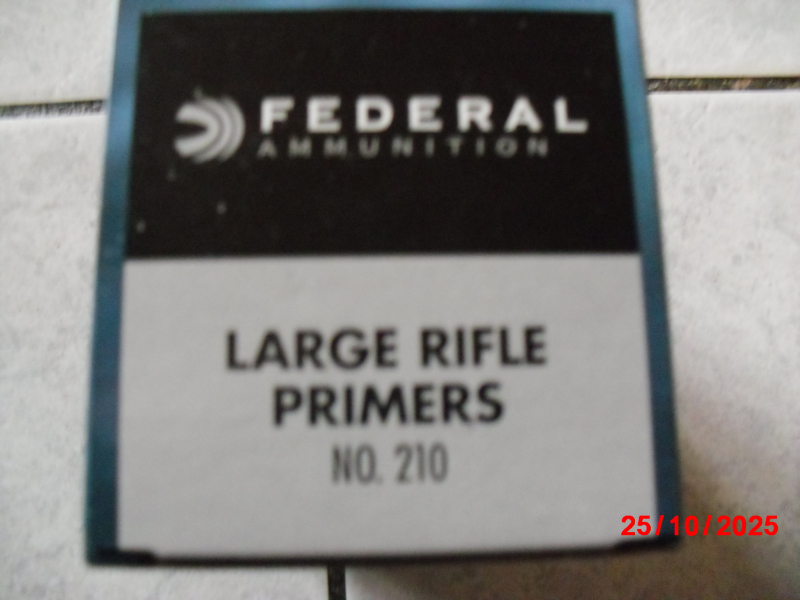 FEDERAL
AMMUNITION
LARGE RIFLE
PRIMERS
NO. 210
25/10/2025